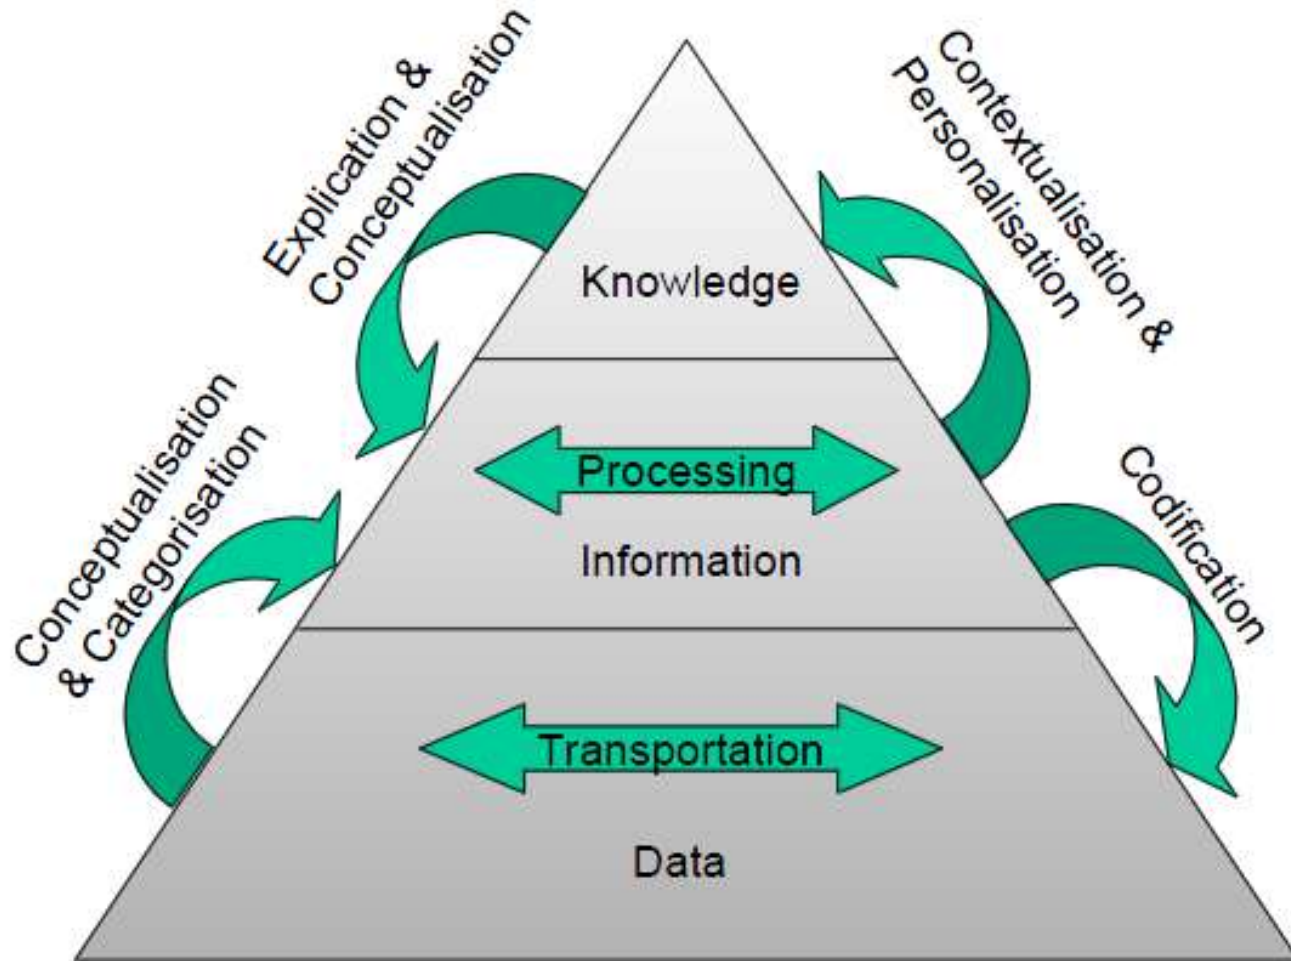 Explication &
Conceptualisation
Contextualisation &
Personalisation
Knowledge
Conceptualisation
& Categorisation
Processing
Codification
Information
Transportation
Data